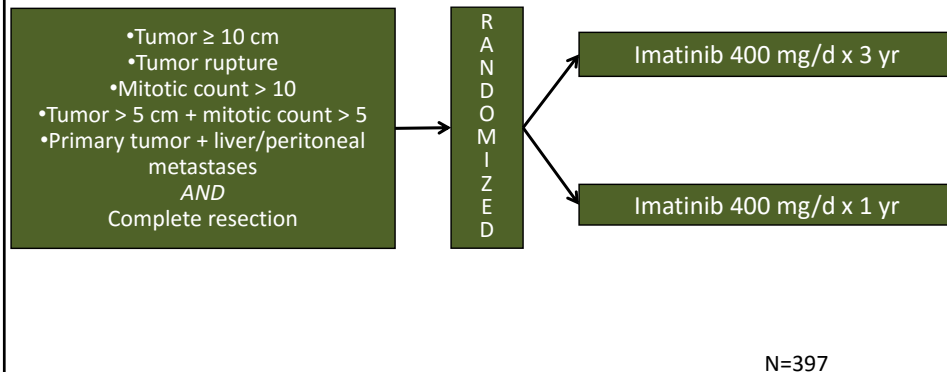 •Tumor ≥ 10 cm
•Tumor rupture
•Mitotic count > 10
•Tumor > 5 cm + mitotic count > 5
•Primary tumor + liver/peritoneal
metastases
AND
Complete resection
R
A
N
D
O
M
I
Z
E
D
Imatinib 400 mg/d x 3 yr
Imatinib 400 mg/d x 1 yr
N=397